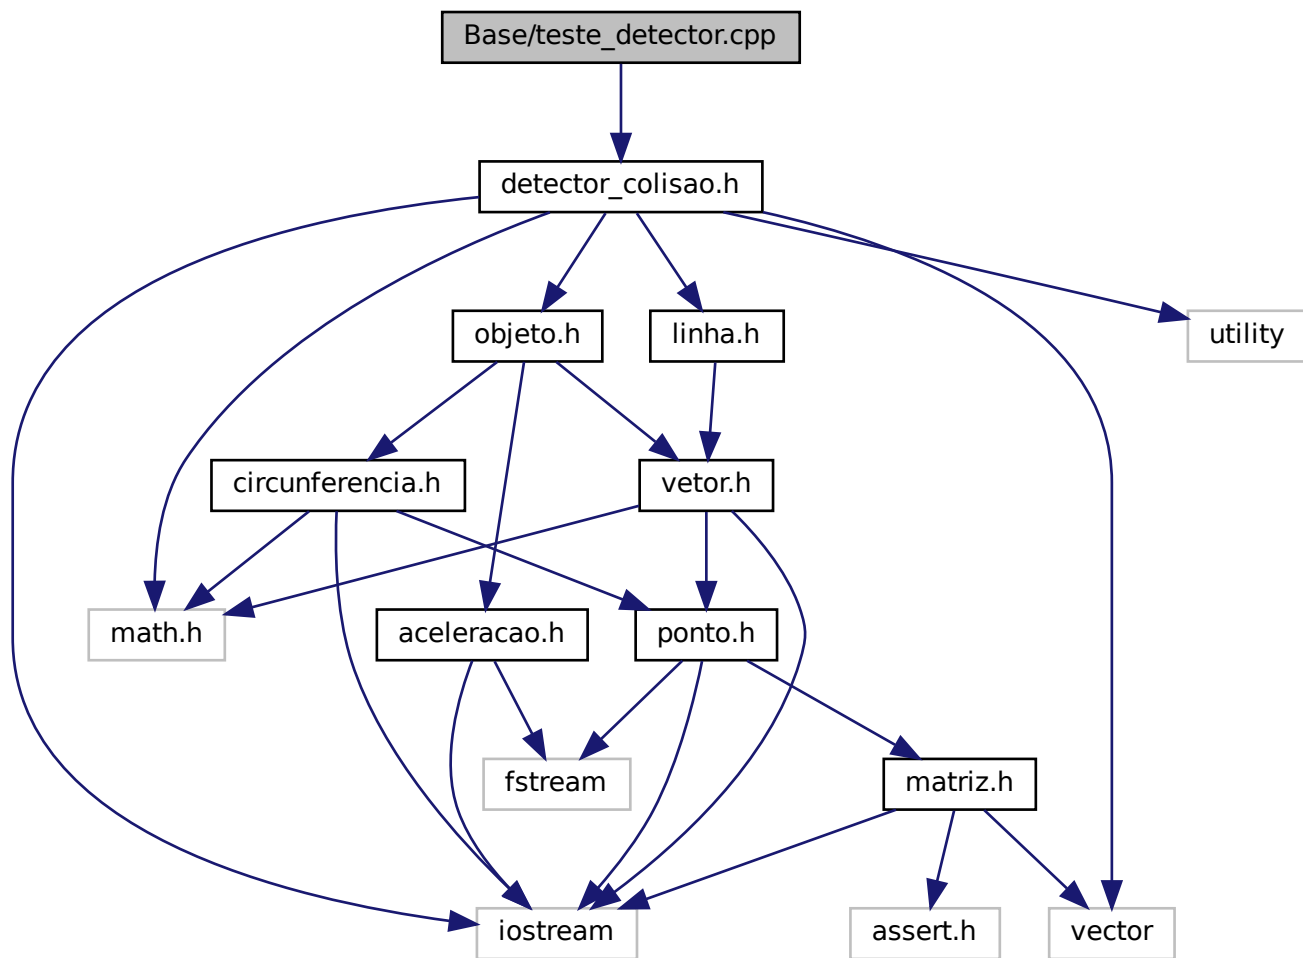 Base/teste_detector.cpp
detector_colisao.h
objeto.h
linha.h
utility
circunferencia.h
vetor.h
math.h
aceleracao.h
ponto.h
fstream
matriz.h
iostream
assert.h
vector